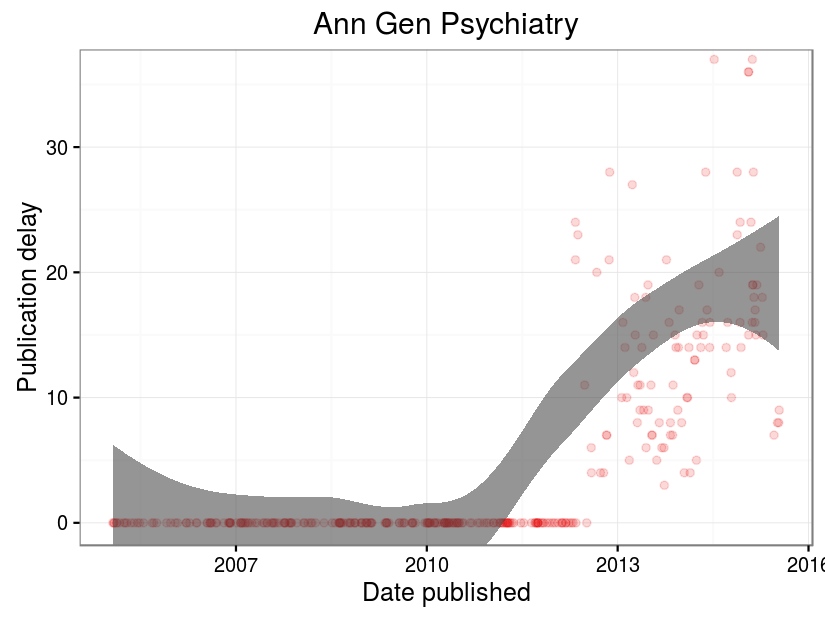 Ann Gen Psychiatry
Publication delay
30
20
10
0
2007 2010 2013 2016
Date published